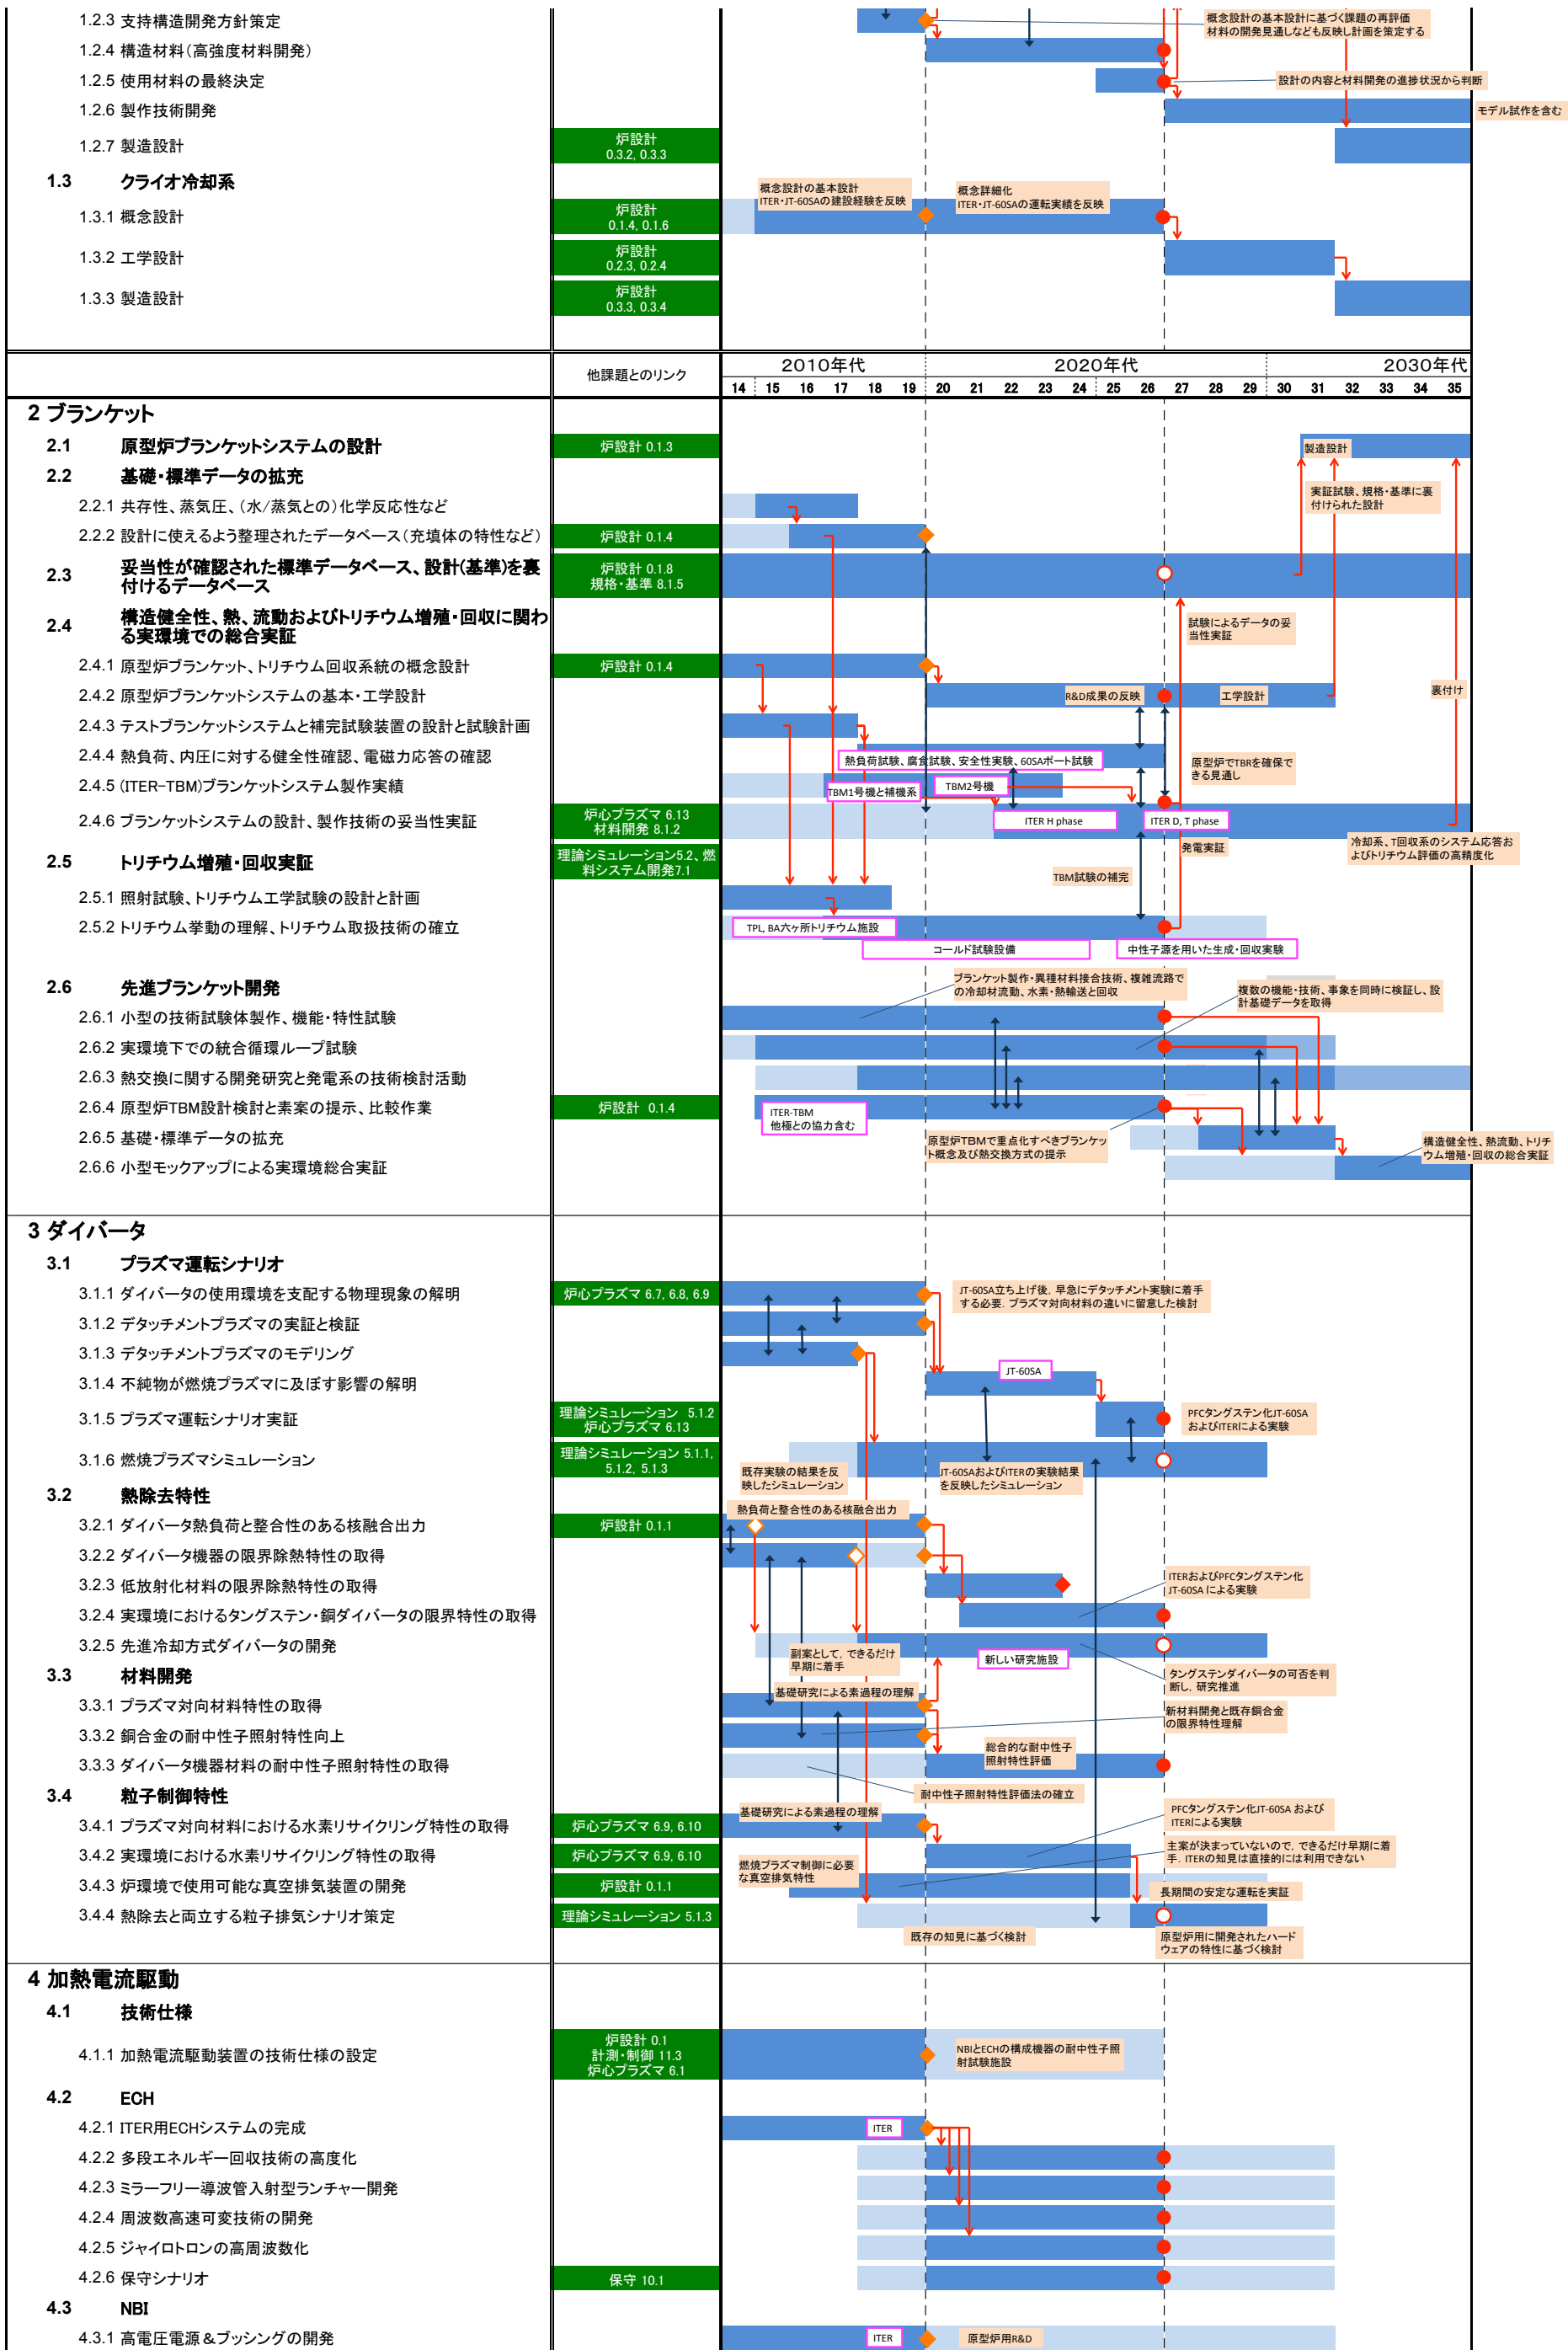 1.2.3 支持構造開発方針策定
概念設計の基本設計に基づく課題の再評価
材料の開発見通しなども反映し計画を策定する
1.2.4 構造材料(高強度材料開発)
1.2.5 使用材料の最終決定
設計の内容と材料開発の進捗状況から判断
1.2.6 製作技術開発
モデル試作を含む
1.2.7 製造設計
炉設計
0.3.2, 0.3.3
1.3 クライオ冷却系
概念設計の基本設計
ITER・JT-60SAの建設経験を反映
概念詳細化
ITER・JT-60SAの運転実績を反映
1.3.1 概念設計
炉設計
0.1.4, 0.1.6
1.3.2 工学設計
炉設計
0.2.3, 0.2.4
1.3.3 製造設計
炉設計
0.3.3, 0.3.4
他課題とのリンク
2010年代 2020年代 2030年代
14 15 16 17 18 19 20 21 22 23 24 25 26 27 28 29 30 31 32 33 34 35
2 ブランケット
2.1 原型炉ブランケットシステムの設計
炉設計 0.1.3
製造設計
2.2 基礎・標準データの拡充
2.2.1 共存性、蒸気圧、(水/蒸気との)化学反応性など
実証試験、規格・基準に裏
付けられた設計
2.2.2 設計に使えるよう整理されたデータベース(充填体の特性など)
炉設計 0.1.4
2.3 妥当性が確認された標準データベース、設計(基準)を裏
付けるデータベース
炉設計 0.1.8
規格・基準 8.1.5
2.4 構造健全性、熱、流動およびトリチウム増殖・回収に関わ
る実環境での総合実証
試験によるデータの妥
当性実証
2.4.1 原型炉ブランケット、トリチウム回収系統の概念設計
炉設計 0.1.4
2.4.2 原型炉ブランケットシステムの基本・工学設計
R&D成果の反映
工学設計
裏付け
2.4.3 テストブランケットシステムと補完試験装置の設計と試験計画
2.4.4 熱負荷、内圧に対する健全性確認、電磁力応答の確認
熱負荷試験、腐食試験、安全性実験、60SAポート試験
原型炉でTBRを確保で
きる見通し
2.4.5 (ITER-TBM)ブランケットシステム製作実績
TBM1号機と補機系
TBM2号機
2.4.6 ブランケットシステムの設計、製作技術の妥当性実証
炉心プラズマ 6.13
材料開発 8.1.2
ITER H phase
ITER D, T phase
発電実証
冷却系、T回収系のシステム応答お
よびトリチウム評価の高精度化
2.5 トリチウム増殖・回収実証
理論シミュレーション5.2、燃
料システム開発7.1
TBM試験の補完
2.5.1 照射試験、トリチウム工学試験の設計と計画
2.5.2 トリチウム挙動の理解、トリチウム取扱技術の確立
TPL, BA六ヶ所トリチウム施設
コールド試験設備
中性子源を用いた生成・回収実験
2.6 先進ブランケット開発
ブランケット製作・異種材料接合技術、複雑流路で
の冷却材流動、水素・熱輸送と回収
複数の機能・技術、事象を同時に検証し、設
計基礎データを取得
2.6.1 小型の技術試験体製作、機能・特性試験
2.6.2 実環境下での統合循環ループ試験
2.6.3 熱交換に関する開発研究と発電系の技術検討活動
2.6.4 原型炉TBM設計検討と素案の提示、比較作業
炉設計 0.1.4
ITER-TBM
他極との協力含む
2.6.5 基礎・標準データの拡充
原型炉TBMで重点化すべきブランケッ
ト概念及び熱交換方式の提示
構造健全性、熱流動、トリチ
ウム増殖・回収の総合実証
2.6.6 小型モックアップによる実環境総合実証
3 ダイバータ
3.1 プラズマ運転シナリオ
3.1.1 ダイバータの使用環境を支配する物理現象の解明
炉心プラズマ 6.7, 6.8, 6.9
JT-60SA立ち上げ後, 早急にデタッチメント実験に着手
する必要. プラズマ対向材料の違いに留意した検討
3.1.2 デタッチメントプラズマの実証と検証
3.1.3 デタッチメントプラズマのモデリング
3.1.4 不純物が燃焼プラズマに及ぼす影響の解明
JT-60SA
3.1.5 プラズマ運転シナリオ実証
理論シミュレーション 5.1.2
炉心プラズマ 6.13
PFCタングステン化JT-60SA
およびITERによる実験
3.1.6 燃焼プラズマシミュレーション
理論シミュレーション 5.1.1,
5.1.2, 5.1.3
既存実験の結果を反
映したシミュレーション
JT-60SAおよびITERの実験結果
を反映したシミュレーション
3.2 熱除去特性
熱負荷と整合性のある核融合出力
3.2.1 ダイバータ熱負荷と整合性のある核融合出力
炉設計 0.1.1
3.2.2 ダイバータ機器の限界除熱特性の取得
3.2.3 低放射化材料の限界除熱特性の取得
ITERおよびPFCタングステン化
JT-60SA による実験
3.2.4 実環境におけるタングステン・銅ダイバータの限界特性の取得
3.2.5 先進冷却方式ダイバータの開発
副案として, できるだけ
早期に着手
新しい研究施設
タングステンダイバータの可否を判
断し, 研究推進
3.3 材料開発
基礎研究による素過程の理解
3.3.1 プラズマ対向材料特性の取得
新材料開発と既存銅合金
の限界特性理解
3.3.2 銅合金の耐中性子照射特性向上
3.3.3 ダイバータ機器材料の耐中性子照射特性の取得
総合的な耐中性子
照射特性評価
3.4 粒子制御特性
耐中性子照射特性評価法の確立
基礎研究による素過程の理解
PFCタングステン化JT-60SA および
ITERによる実験
3.4.1 プラズマ対向材料における水素リサイクリング特性の取得
炉心プラズマ 6.9, 6.10
3.4.2 実環境における水素リサイクリング特性の取得
炉心プラズマ 6.9, 6.10
燃焼プラズマ制御に必要
な真空排気特性
主案が決まっていないので, できるだけ早期に着
手. ITERの知見は直接的には利用できない
3.4.3 炉環境で使用可能な真空排気装置の開発
炉設計 0.1.1
長期間の安定な運転を実証
3.4.4 熱除去と両立する粒子排気シナリオ策定
理論シミュレーション 5.1.3
既存の知見に基づく検討
原型炉用に開発されたハード
ウェアの特性に基づく検討
4 加熱電流駆動
4.1 技術仕様
4.1.1 加熱電流駆動装置の技術仕様の設定
炉設計 0.1
計測・制御 11.3
炉心プラズマ 6.1
NBIとECHの構成機器の耐中性子照
射試験施設
4.2 ECH
4.2.1 ITER用ECHシステムの完成
ITER
4.2.2 多段エネルギー回収技術の高度化
4.2.3 ミラーフリー導波管入射型ランチャー開発
4.2.4 周波数高速可変技術の開発
4.2.5 ジャイロトロンの高周波数化
4.2.6 保守シナリオ
保守 10.1
4.3 NBI
4.3.1 高電圧電源&ブッシングの開発
ITER
原型炉用R&D